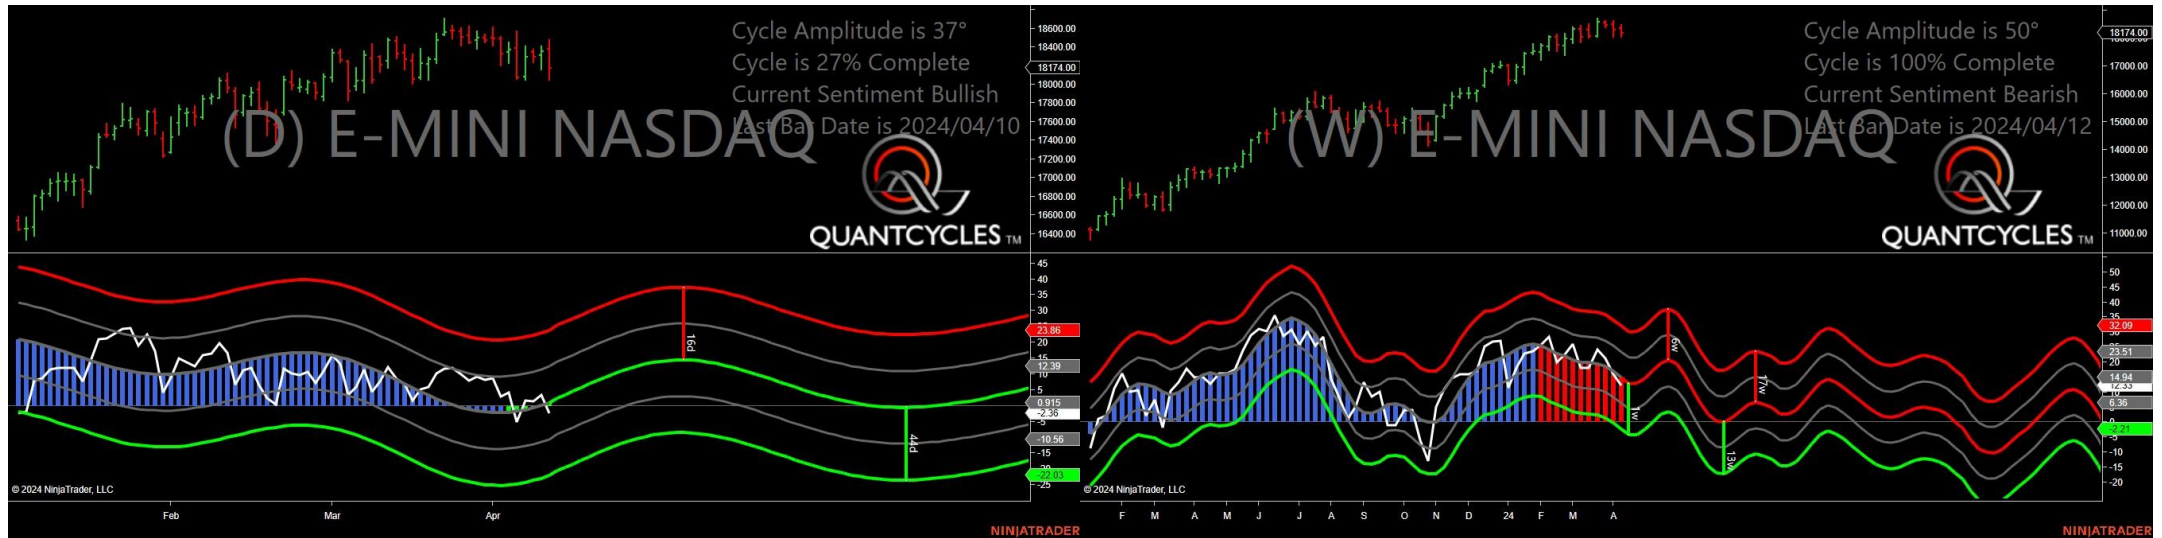 Cycle Amplitude is 37°
Cycle is 27% Complete
Current Sentiment Bullish
Last Bar Date is 2024/04/10
(D) E-MINI NASDAQ
QUANTCYCLES TM
18600.00
18400.00
18174.00
18000.00
17800.00
17600.00
17400.00
17200.00
17000.00
16800.00
16600.00
16400.00
45
40
35
30
23.86
20
15
12.39
10
5
0.915
-2.36
-5
-10.56
-15
-22.03
-25
16d
44d
© 2024 NinjaTrader, LLC
Feb
Mar
Apr
NINJATRADER
Cycle Amplitude is 50°
Cycle is 100% Complete
Current Sentiment Bearish
Last Bar Date is 2024/04/12
(W) E-MINI NASDAQ
QUANTCYCLES TM
18174.00
17000.00
16000.00
15000.00
14000.00
13000.00
12000.00
11000.00
50
45
40
35
32.09
23.51
20
14.94
12.33
6.36
-2.21
-5
-10
-15
-20
1w
6w
13w
17w
© 2024 NinjaTrader, LLC
F
M
A
M
J
J
A
S
O
N
D
24
F
M
A
NINJATRADER